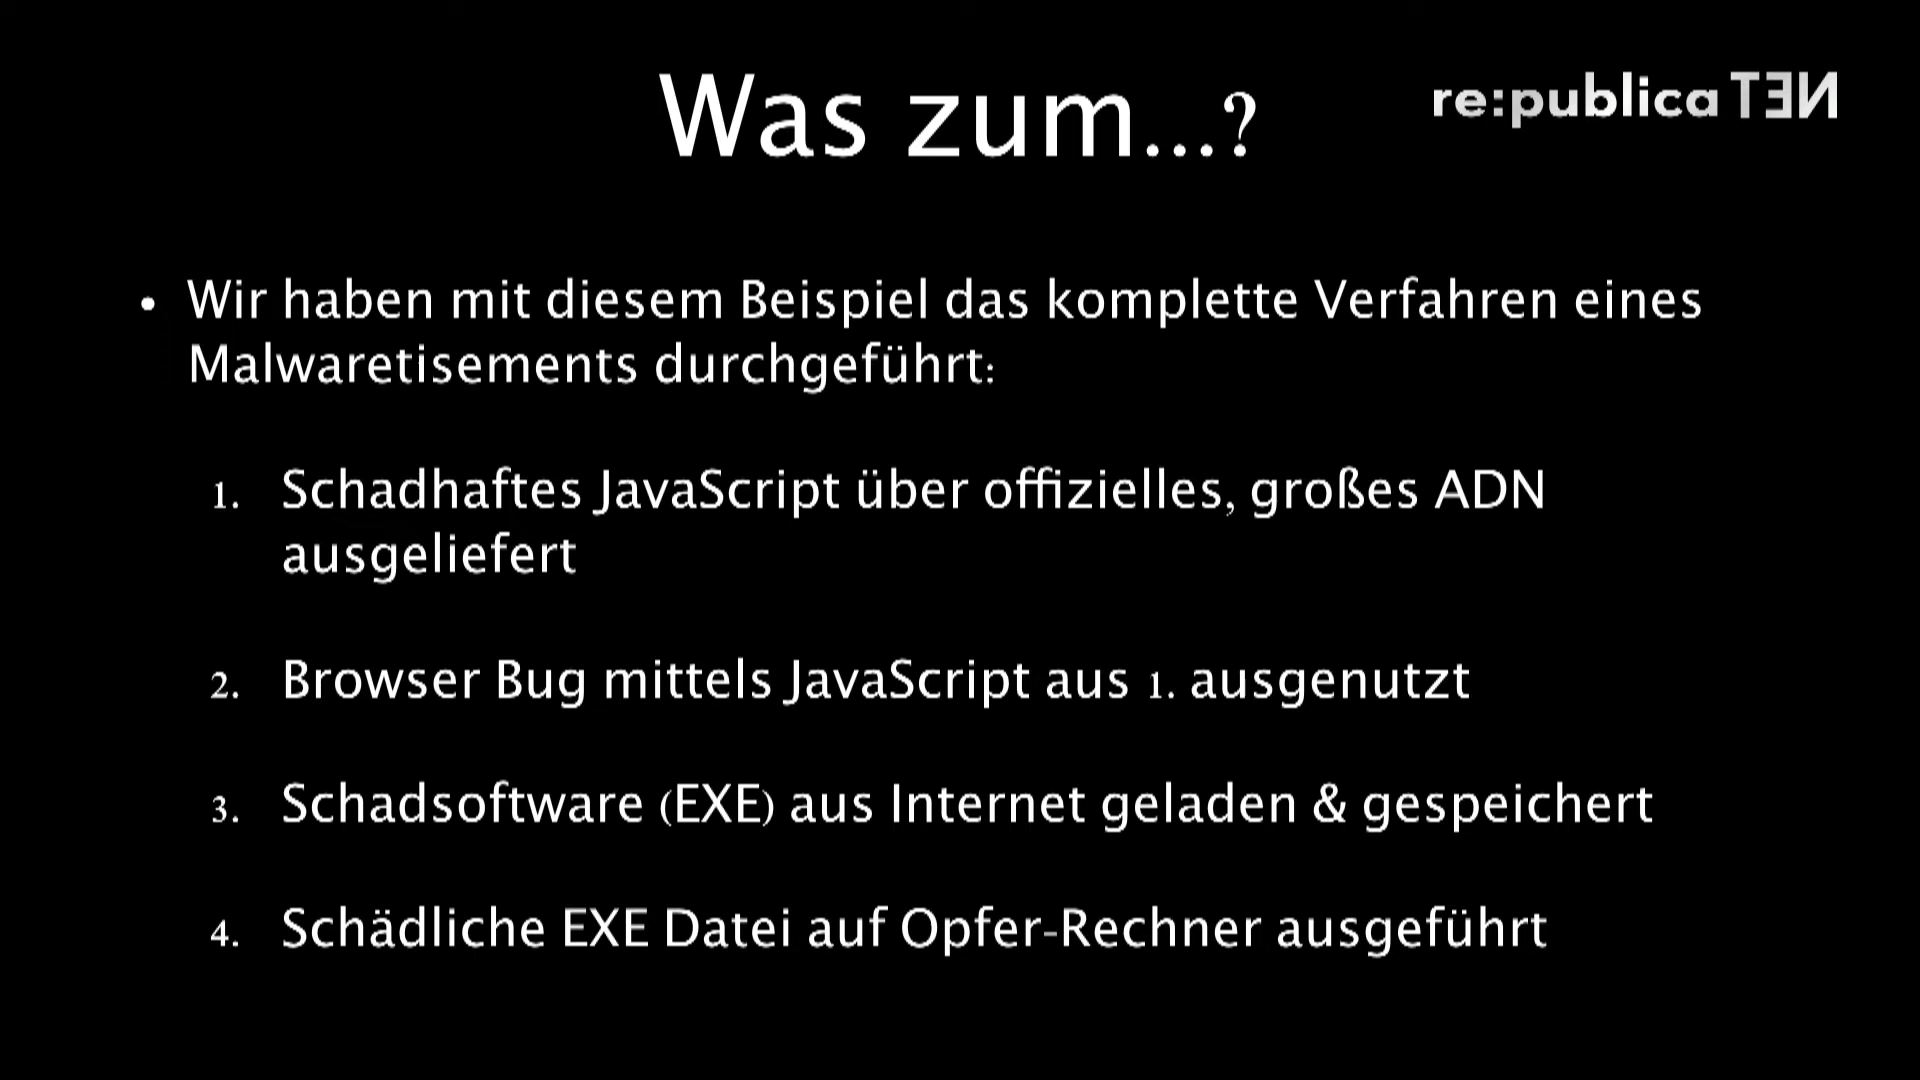 Was zum...?
re:publica TEN
• Wir haben mit diesem Beispiel das komplette Verfahren eines
Malwaretisements durchgeführt:
1. Schadhaftes JavaScript über offizielles, großes ADN
ausgeliefert
2. Browser Bug mittels JavaScript aus 1. ausgenutzt
3. Schadsoftware (EXE) aus Internet geladen & gespeichert
4. Schädliche EXE Datei auf Opfer-Rechner ausgeführt